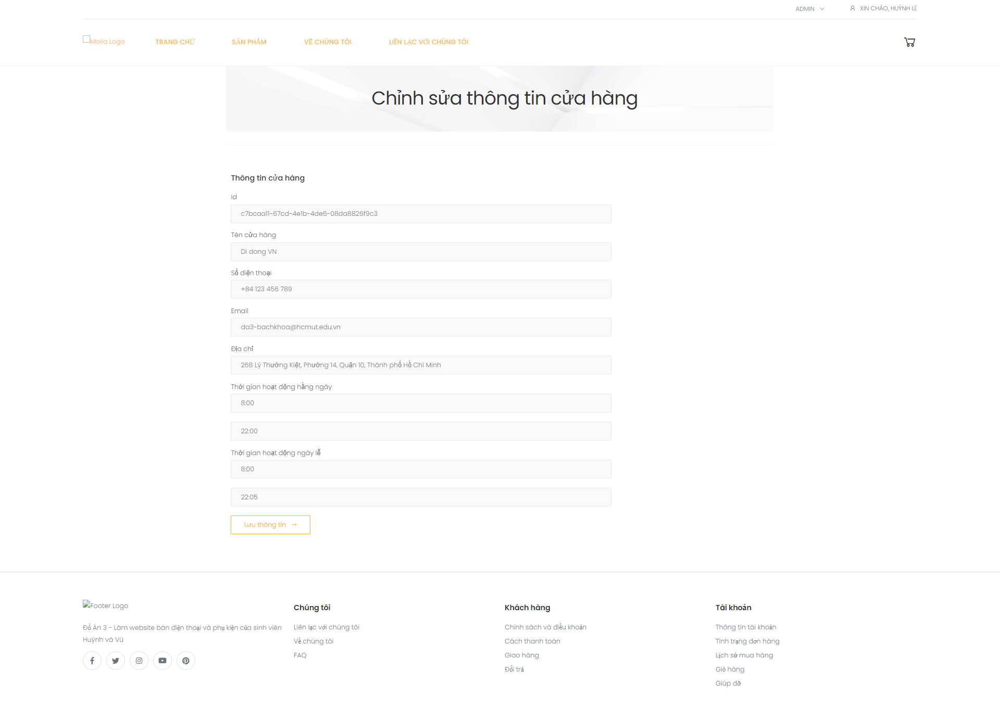 ADMIN
XIN CHÀO, HUỲNH LÊ
Molla Logo
TRANG CHỦ
SẢN PHẨM
VỀ CHÚNG TÔI
LIÊN LẠC VỚI CHÚNG TÔI
Chỉnh sửa thông tin cửa hàng
Thông tin cửa hàng
Id
c7bcaa11-67cd-4e1b-4de6-08da8826f9c3
Tên cửa hàng
Di dong VN
Số điện thoại
+84 123 456 789
Email
da3-bachkhoa@hcmut.edu.vn
Địa chỉ
268 Lý Thường Kiệt, Phường 14, Quận 10, Thành phố Hồ Chí Minh
Thời gian hoạt động hằng ngày
8:00
22:00
Thời gian hoạt động ngày lễ
8:00
22:05
Lưu thông tin →
Footer Logo
Đồ Án 3 - Làm website bán điện thoại và phụ kiện của sinh viên
Huỳnh và Vũ
Chúng tôi
Liên lạc với chúng tôi
Về chúng tôi
FAQ
Khách hàng
Chính sách và điều khoản
Cách thanh toán
Giao hàng
Đổi trả
Tài khoản
Thông tin tài khoản
Tình trạng đơn hàng
Lịch sử mua hàng
Giỏ hàng
Giúp đỡ